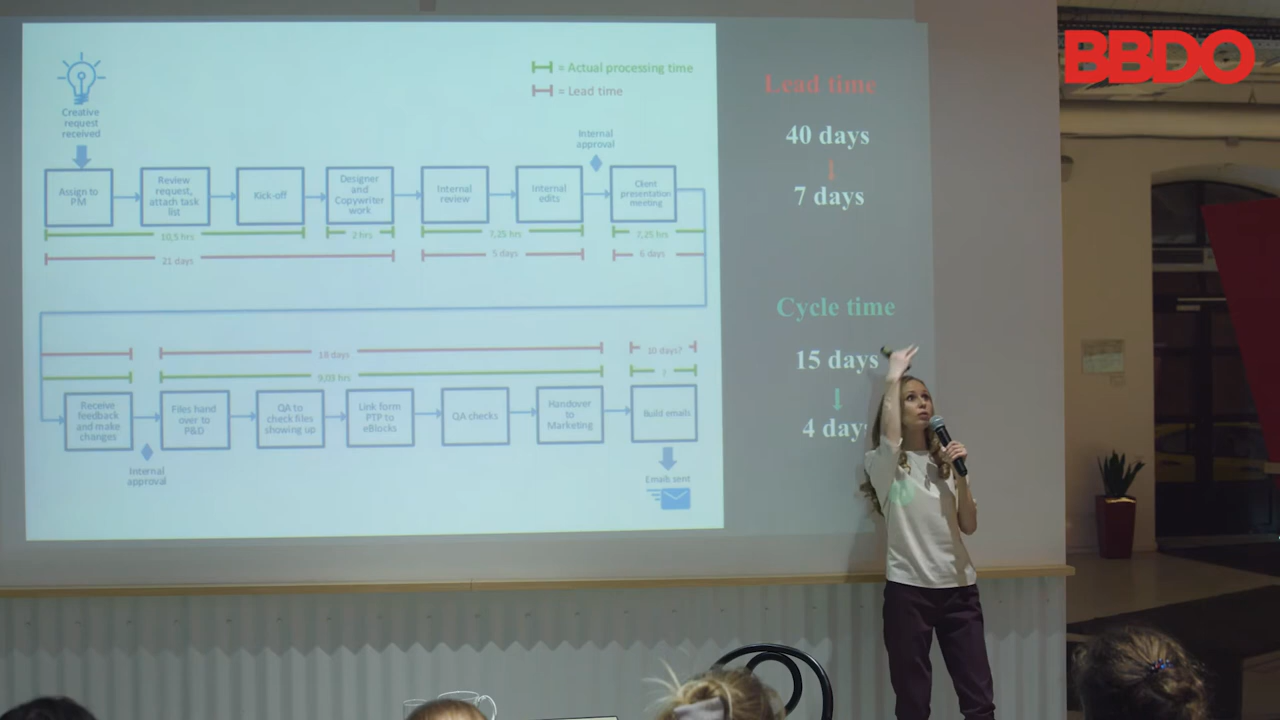 BBDO
= Actual processing time
= Lead time
Creative
request
received
Internal
approval
Assign to
PM
Review
request,
attach task
list
Kick-off
Designer
and
Copywriter
work
Internal
review
Internal
edits
Client
presentation
meeting
10,5 hrs
2 hrs
7,25 hrs
7,25 hrs
21 days
5 days
6 days
18 days
10 days?
9,09 hrs
?
Receive
feedback
and make
changes
Files hand
over to
P&D
QA to
check files
showing up
Link form
PTP to
eBlocks
QA checks
Handover
to
Marketing
Build emails
Internal
approval
Emails sent
Lead time
40 days
7 days
Cycle time
15 days
4 day